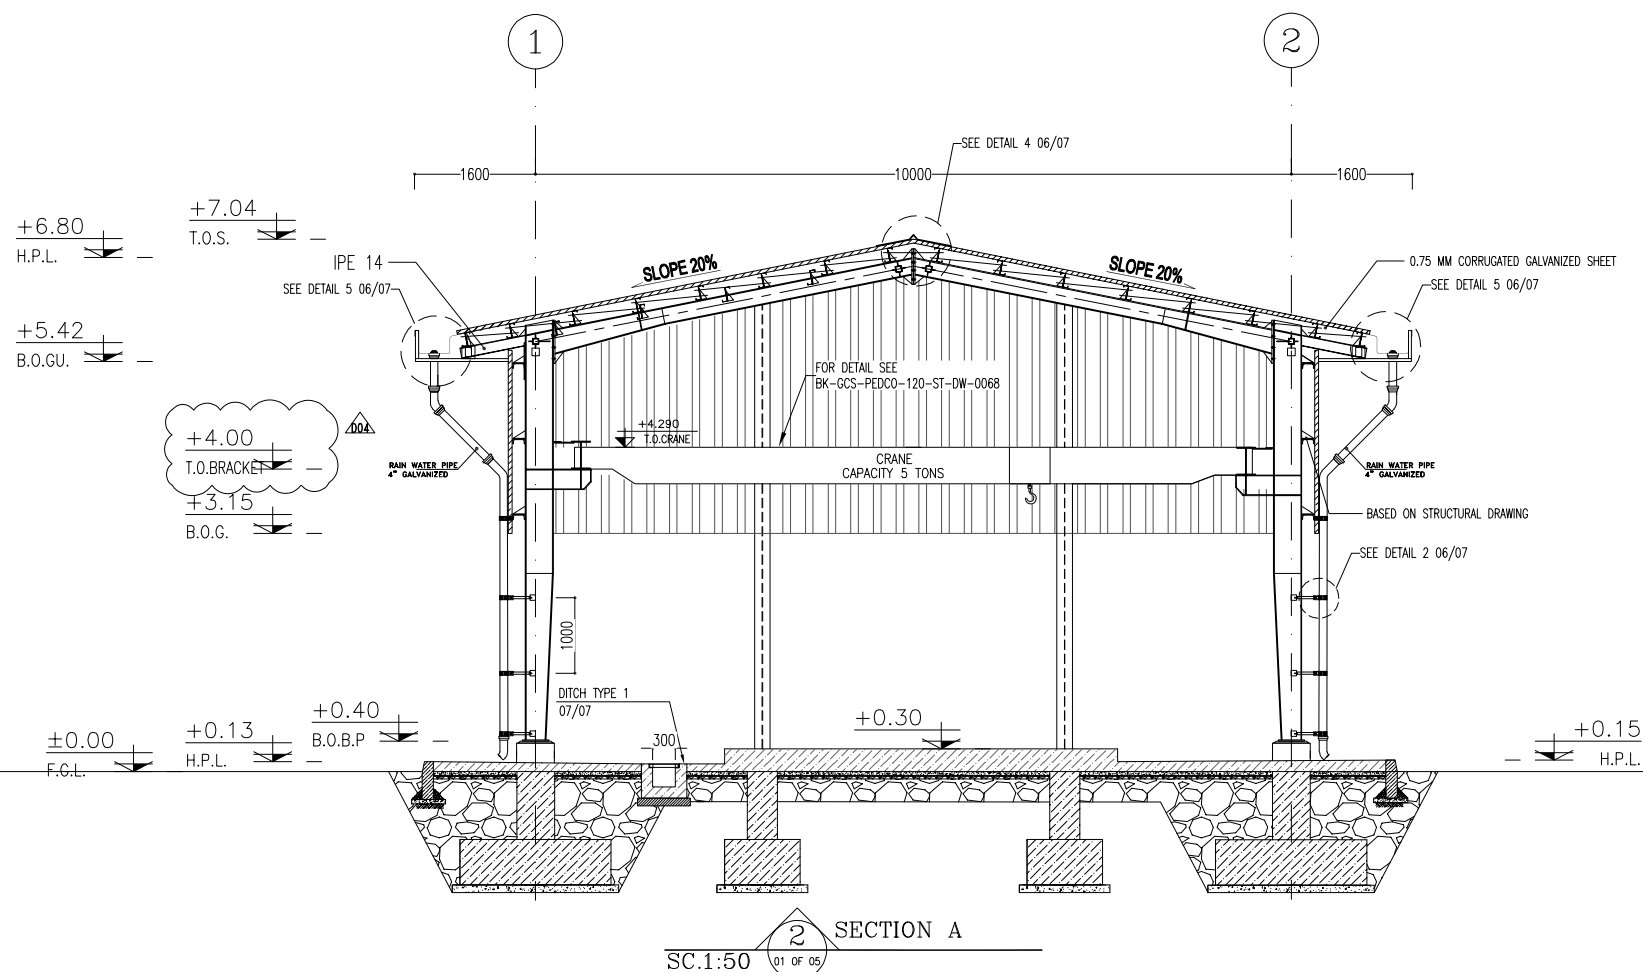 1
2
SEE DETAIL 4 06/07
1600
10000
1600
+6.80
H.P.L.
+7.04
T.O.S.
IPE 14
SLOPE 20%
SLOPE 20%
0.75 MM CORRUGATED GALVANIZED SHEET
SEE DETAIL 5 06/07
SEE DETAIL 5 06/07
+5.42
B.O.GU.
FOR DETAIL SEE
BK-GCS-PEDCO-120-ST-DW-0068
D04
+4.00
T.O.BRACKET
+4.290
T.O.CRANE
RAIN WATER PIPE
4" GALVANIZED
CRANE
CAPACITY 5 TONS
RAIN WATER PIPE
4" GALVANIZED
+3.15
B.O.G.
BASED ON STRUCTURAL DRAWING
SEE DETAIL 2 06/07
1000
DITCH TYPE 1
07/07
300
+0.40
B.O.B.P
+0.30
±0.00
F.G.L.
+0.13
H.P.L.
+0.15
H.P.L.
2
SECTION A
SC.1:50
01 OF 05